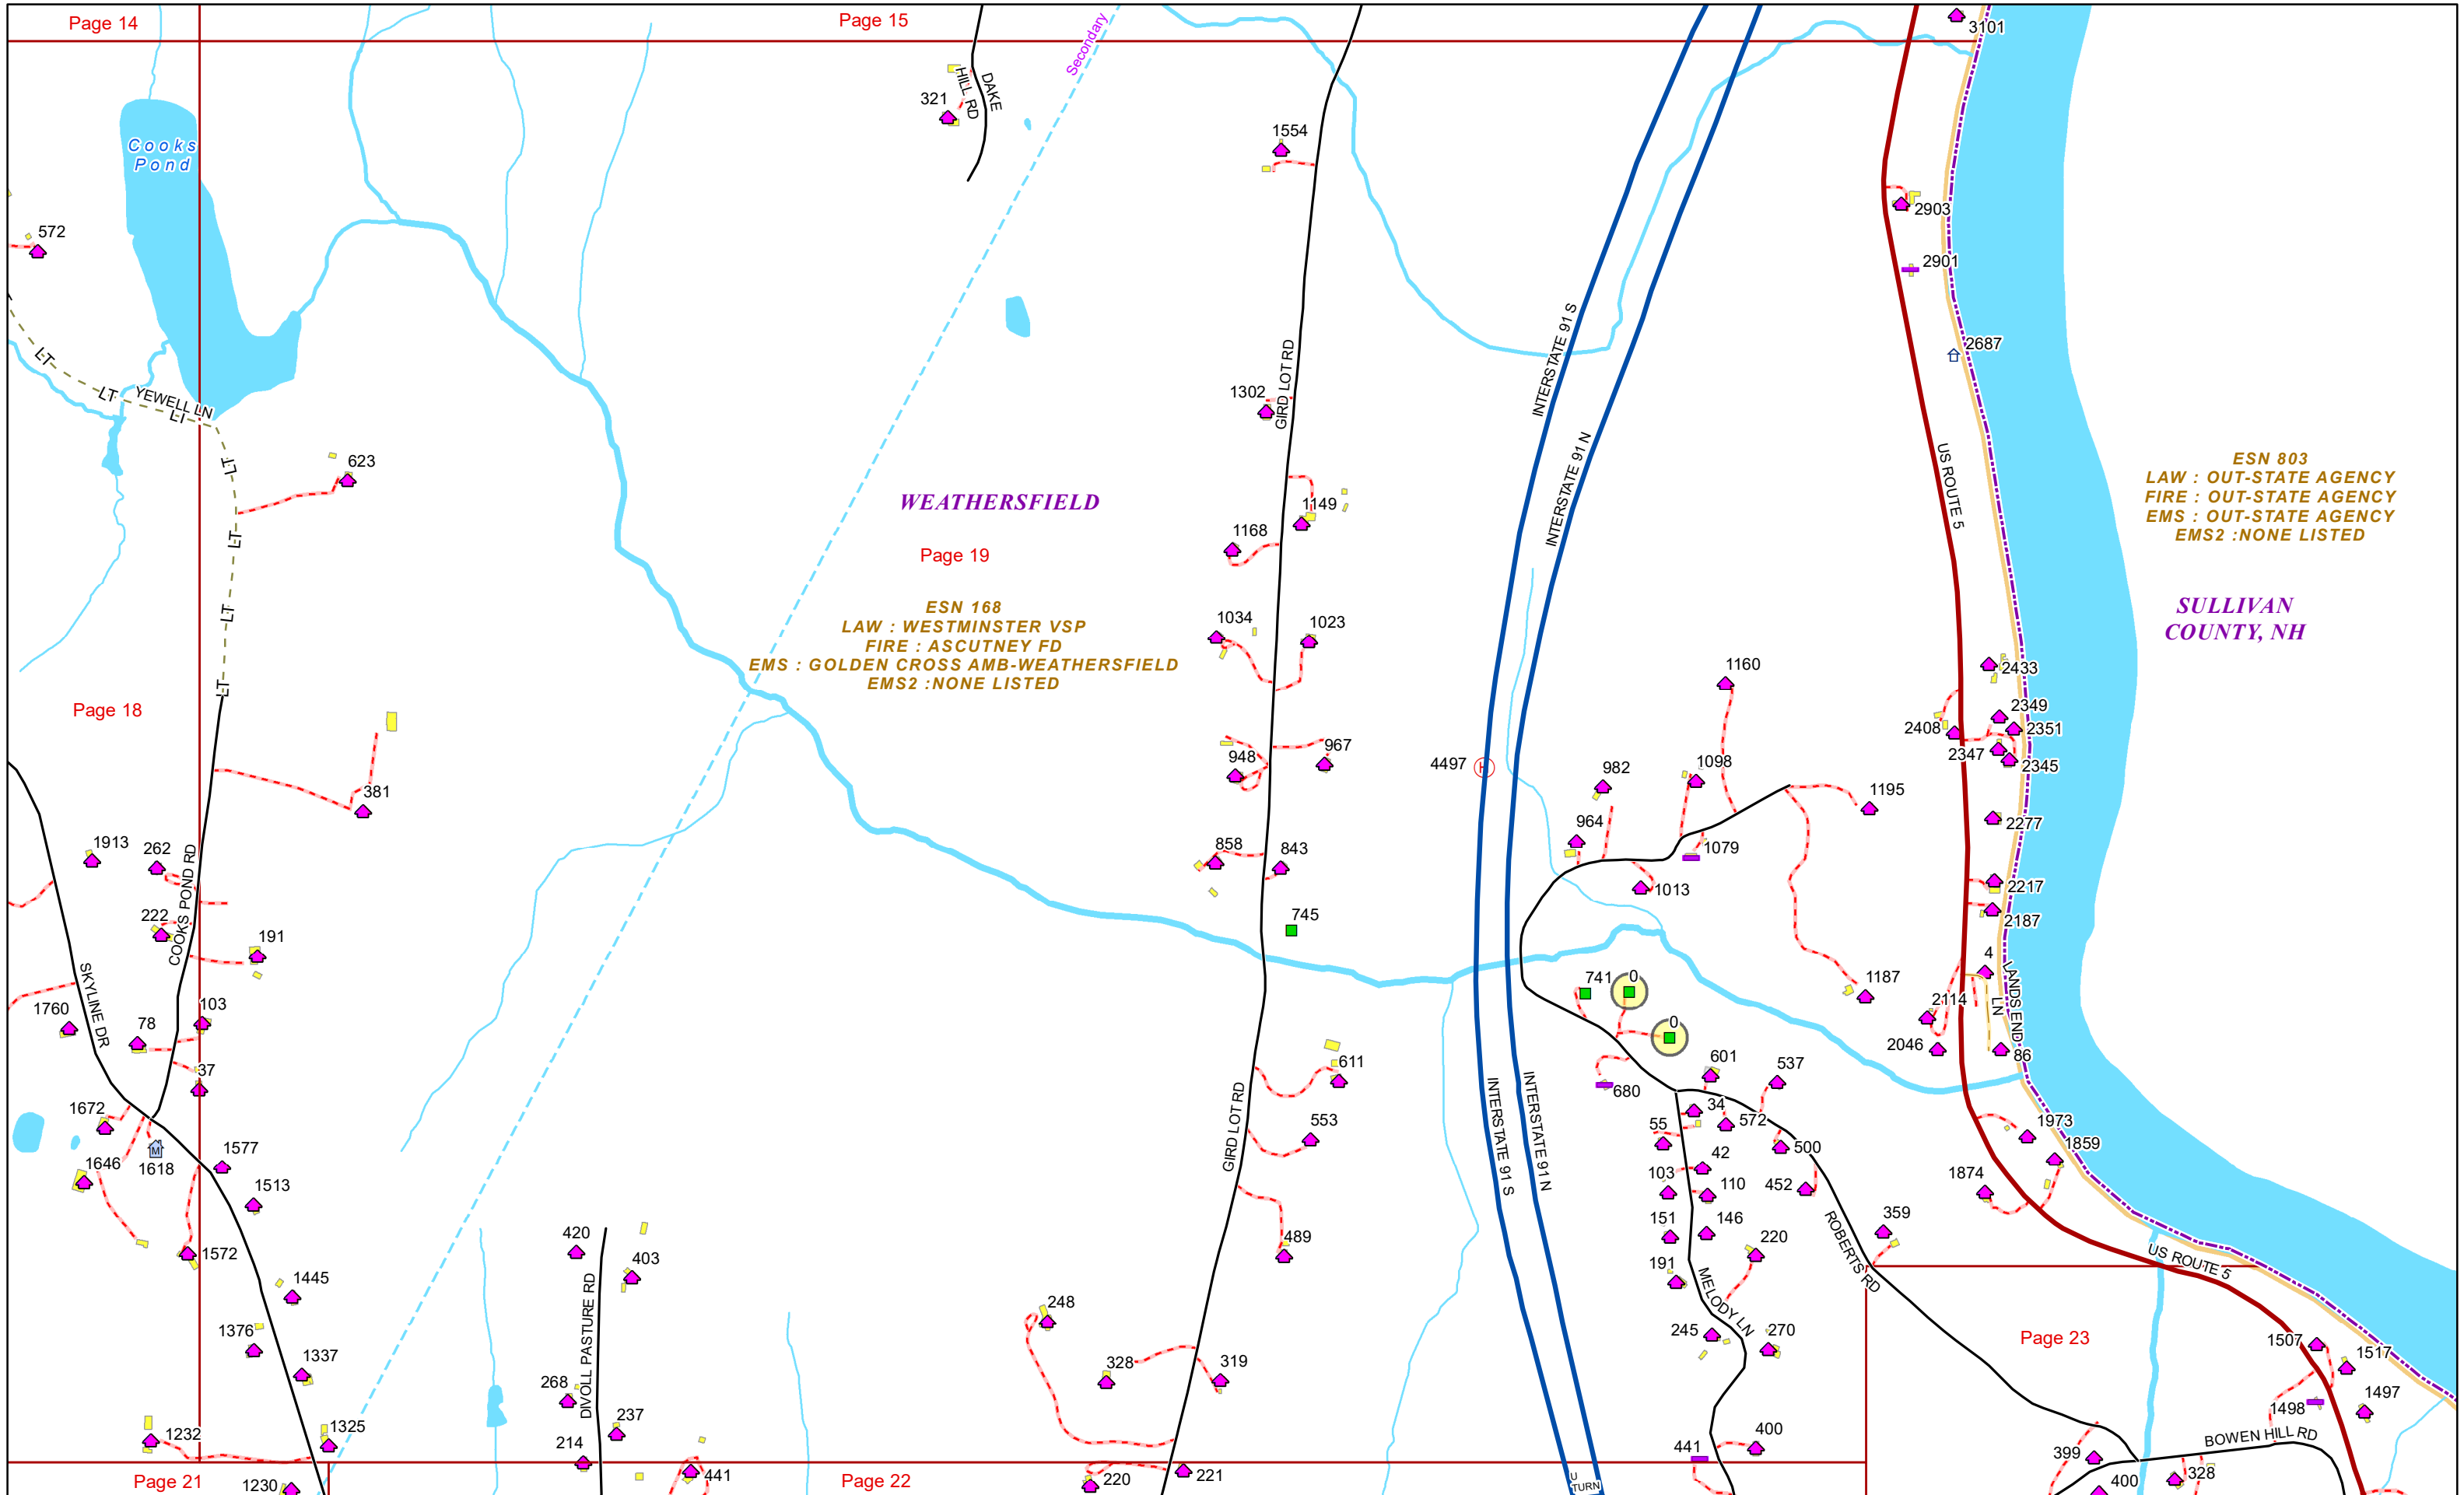 Page 14
Page 15
Secondary
3101
DAKE
HILL RD
321
1554
Cooks
Pond
572
2903
2901
2687
INTERSTATE 91 S
GIRD LOT RD
1302
LT
LT
YEWELL LN
LT
LT
623
INTERSTATE 91 N
US ROUTE 5
ESN 803
LAW : OUT-STATE AGENCY
FIRE : OUT-STATE AGENCY
EMS : OUT-STATE AGENCY
EMS2 :NONE LISTED
WEATHERSFIELD
1149
1168
LT
Page 19
ESN 168
LAW : WESTMINSTER VSP
FIRE : ASCUTNEY FD
EMS : GOLDEN CROSS AMB-WEATHERSFIELD
EMS2 :NONE LISTED
SULLIVAN
COUNTY, NH
LT
1034
1023
1160
2433
LT
Page 18
2349
2408
2351
2347
2345
948
967
4497
H
982
1098
1195
381
964
2277
1913
262
858
843
1079
1013
2217
2187
COOKS POND RD
222
745
191
4
741
0
1187
LANDS END
LN
SKYLINE DR
1760
103
78
0
2114
2046
86
37
611
601
537
680
1672
INTERSTATE 91 S
INTERSTATE 91 N
34
572
55
553
GIRD LOT RD
1973
1859
1618
M
1577
1646
42
500
103
110
452
1874
1513
151
146
220
359
ROBERTS RD
1572
420
403
489
191
US ROUTE 5
1445
DIVOLL PASTURE RD
248
MELODY LN
245
270
1376
1337
328
319
Page 23
1507
1517
268
237
1497
1498
1232
1325
214
441
400
BOWEN HILL RD
399
Page 21
1230
441
Page 22
220
221
U
TURN
400
328